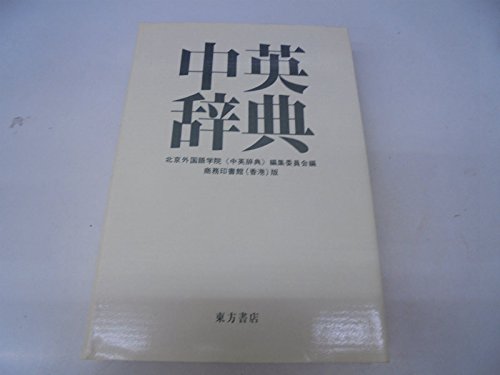 中英
辞典
北京外国語学院〈中英辞典〉編集委員会編
商務印書館(香港)版
東方書店